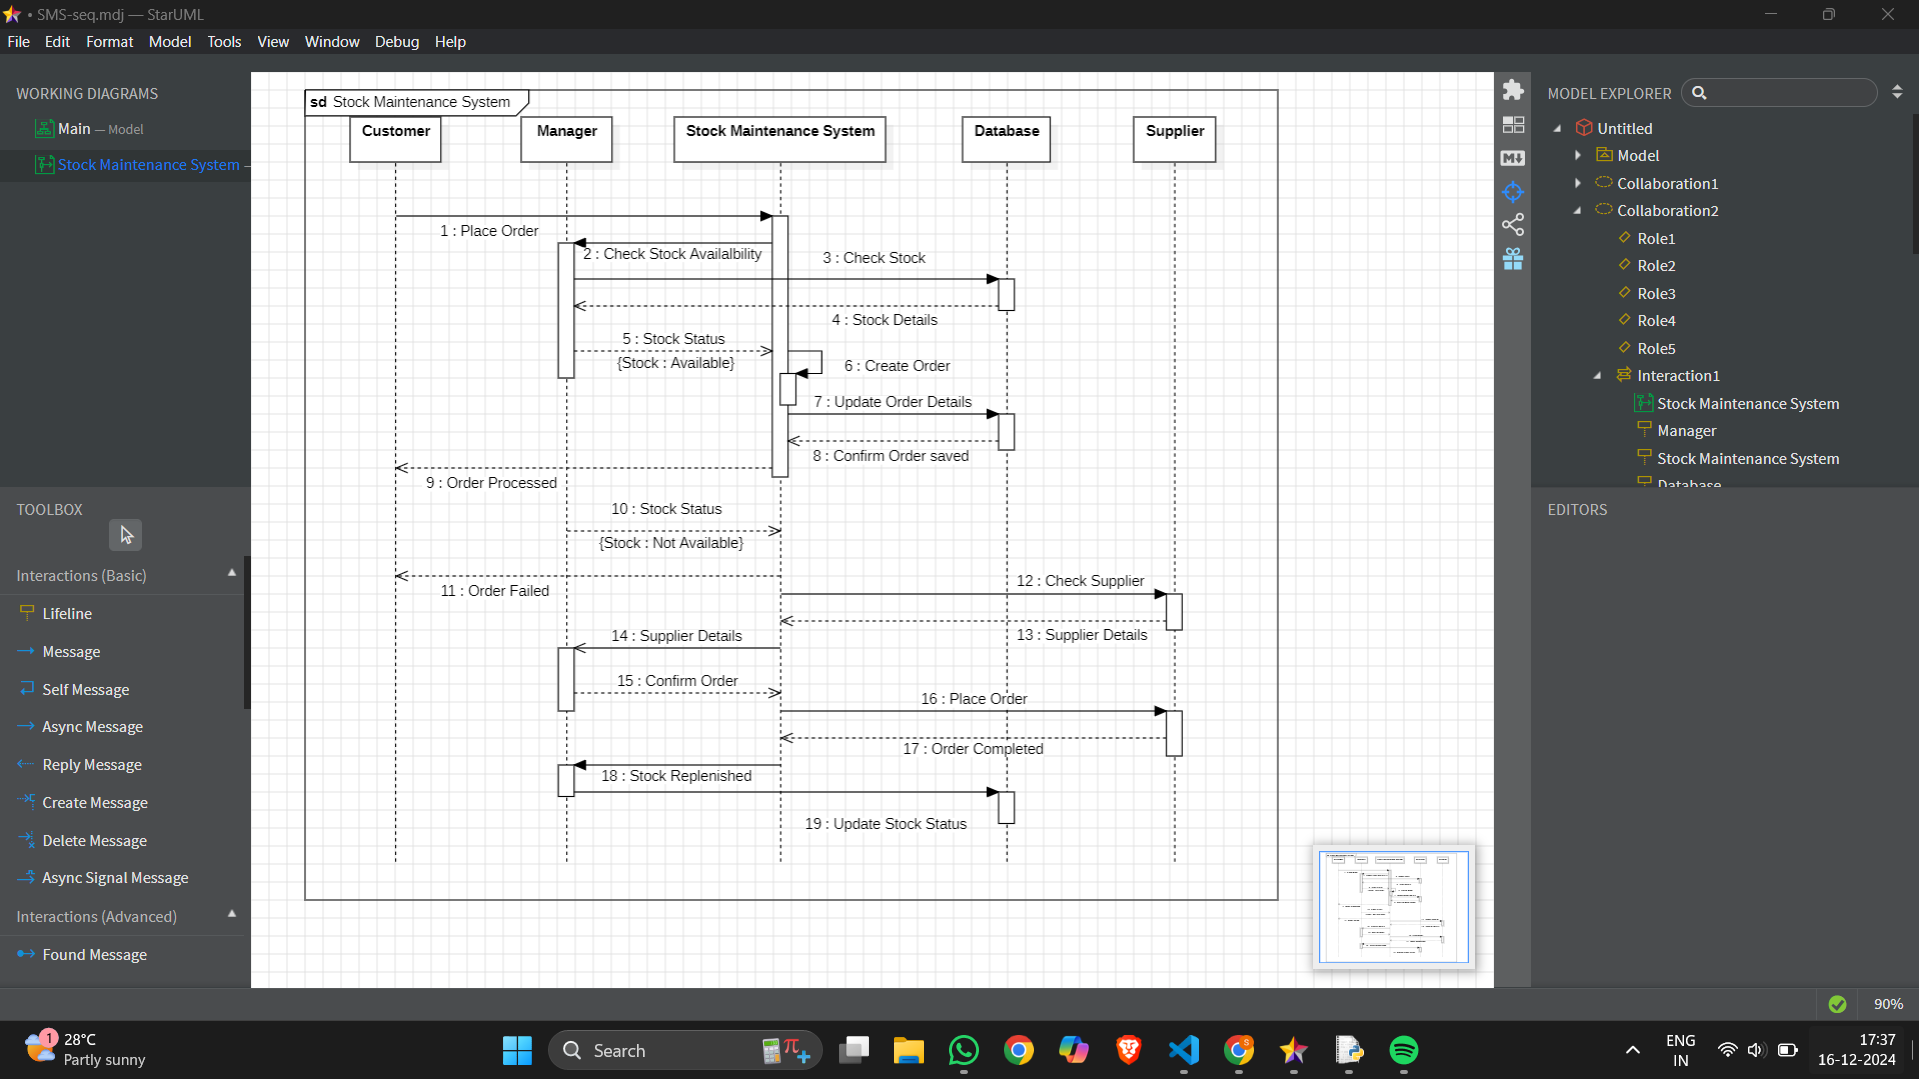 • SMS-seq.mdj — StarUML
File Edit Format Model Tools View Window Debug Help
WORKING DIAGRAMS
Main — Model
Stock Maintenance System —
TOOLBOX
Interactions (Basic)
Lifeline
Message
Self Message
Async Message
Reply Message
Create Message
Delete Message
Async Signal Message
Interactions (Advanced)
Found Message
sd Stock Maintenance System
Customer Manager Stock Maintenance System Database Supplier
1 : Place Order
2 : Check Stock Availalbility
3 : Check Stock
4 : Stock Details
5 : Stock Status
{Stock : Available}
6 : Create Order
7 : Update Order Details
8 : Confirm Order saved
9 : Order Processed
10 : Stock Status
{Stock : Not Available}
11 : Order Failed
12 : Check Supplier
13 : Supplier Details
14 : Supplier Details
15 : Confirm Order
16 : Place Order
17 : Order Completed
18 : Stock Replenished
19 : Update Stock Status
M
MODEL EXPLORER
Untitled
Model
Collaboration1
Collaboration2
Role1
Role2
Role3
Role4
Role5
Interaction1
Stock Maintenance System
Manager
Stock Maintenance System
Database
EDITORS
90%
1
28°C
Partly sunny
Search
S
ENG
IN
17:37
16-12-2024